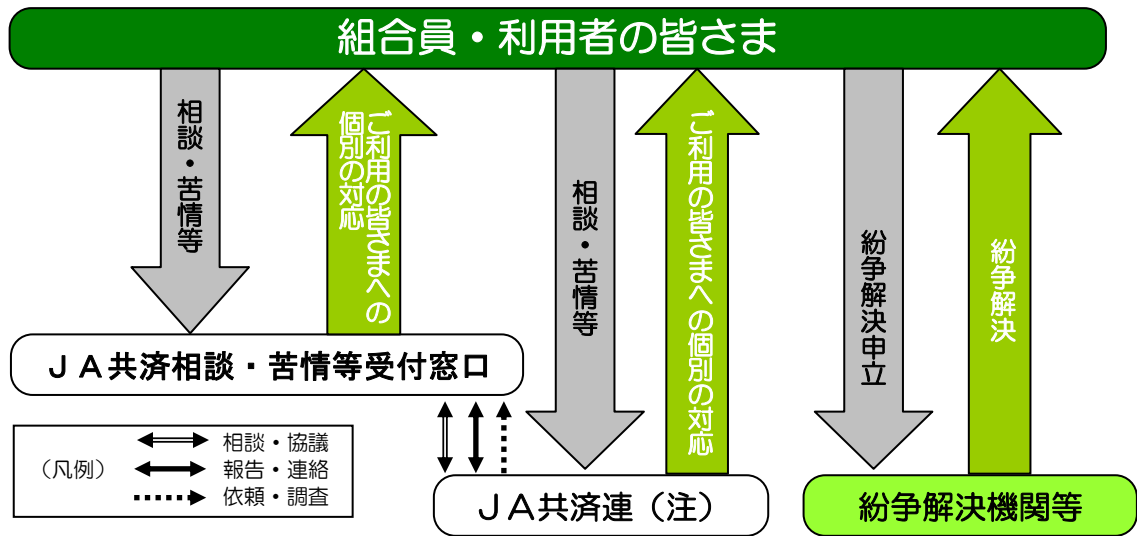 組合員・利用者の皆さま
相談・苦情等
ご利用の皆さまへの
個別の対応
相談・苦情等
ご利用の皆さまへの個別の対応
紛争解決申立
紛争解決
ＪＡ共済相談・苦情等受付窓口
（凡例）
相談・協議
報告・連絡
依頼・調査
ＪＡ共済連（注）
紛争解決機関等